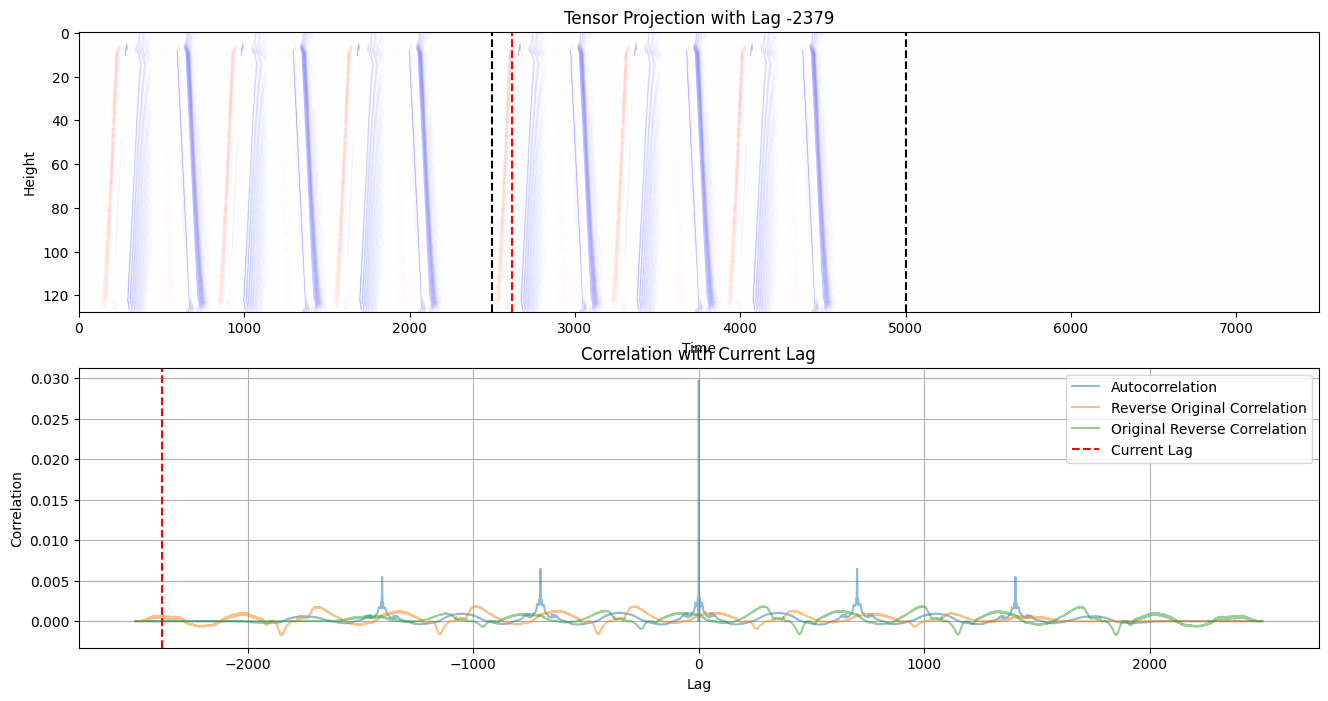 Tensor Projection with Lag -2379
Height
0
20
40
60
80
100
120
0 1000 2000 3000 4000 5000 6000 7000
Time
Correlation with Current Lag
Correlation
0.030
0.025
0.020
0.015
0.010
0.005
0.000
Autocorrelation
Reverse Original Correlation
Original Reverse Correlation
Current Lag
−2000 −1000 0 1000 2000
Lag